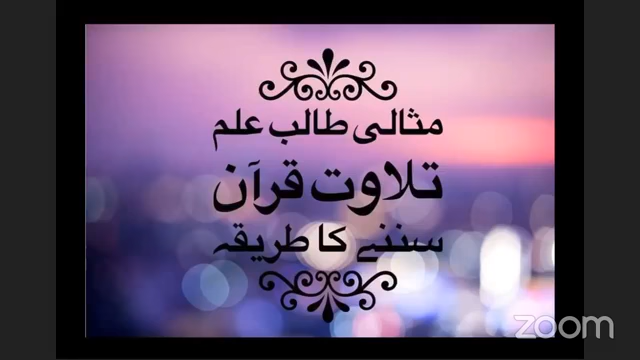 مثالی طالب علم
تلاوت قرآن
سننے کا طریقہ
zoom